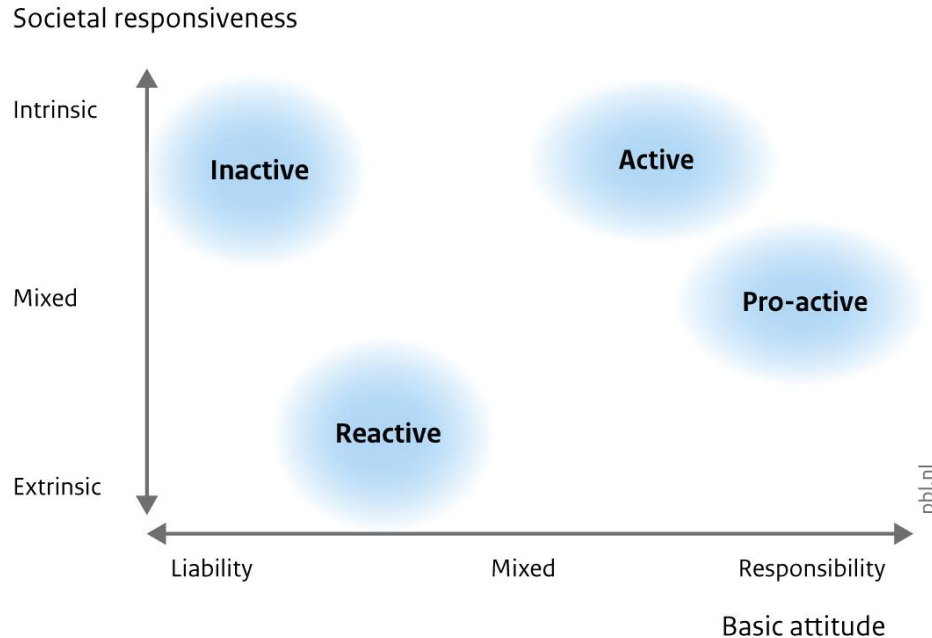 Societal responsiveness
Intrinsic
Inactive
Active
Mixed
Pro-active
Reactive
Extrinsic
pbl.nl
Liability
Mixed
Responsibility
Basic attitude